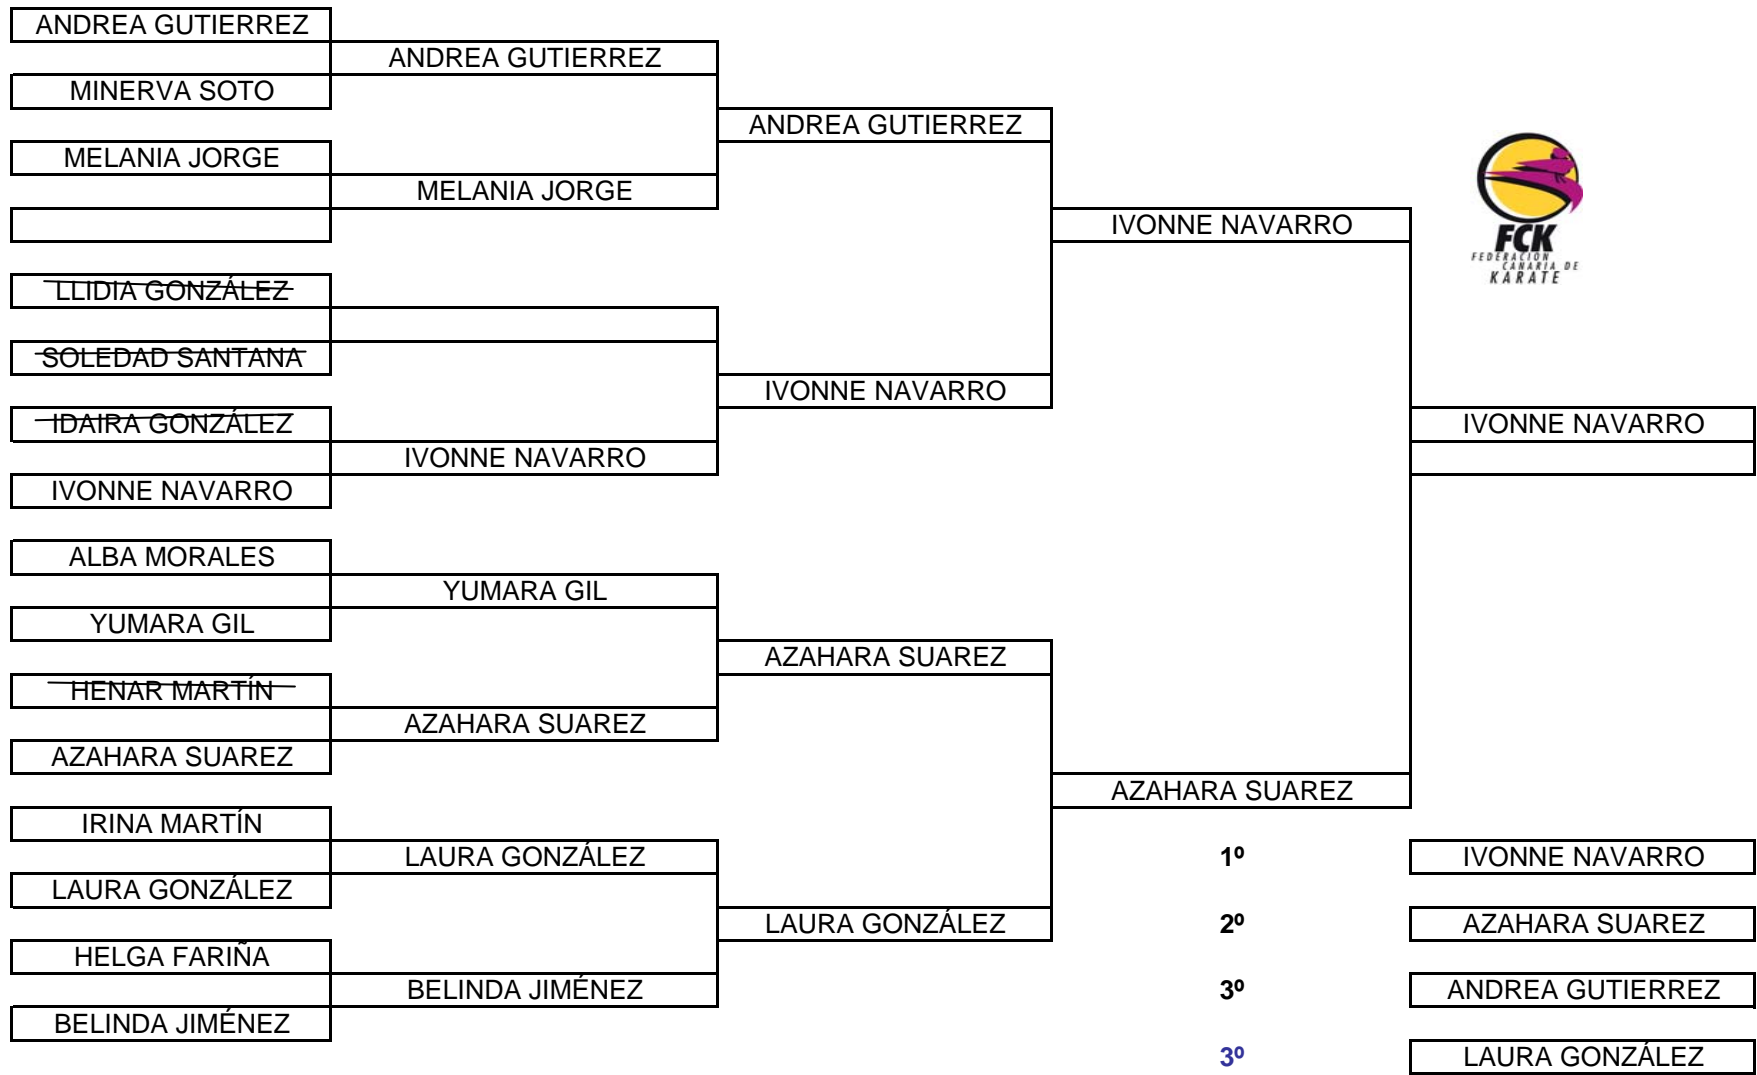 ANDREA GUTIERREZ
MINERVA SOTO
MELANIA JORGE
LLIDIA GONZÁLEZ
SOLEDAD SANTANA
IDAIRA GONZÁLEZ
IVONNE NAVARRO
ALBA MORALES
YUMARA GIL
HENAR MARTÍN
AZAHARA SUAREZ
IRINA MARTÍN
LAURA GONZÁLEZ
HELGA FARIÑA
BELINDA JIMÉNEZ
ANDREA GUTIERREZ
MELANIA JORGE
IVONNE NAVARRO
YUMARA GIL
AZAHARA SUAREZ
LAURA GONZÁLEZ
BELINDA JIMÉNEZ
ANDREA GUTIERREZ
IVONNE NAVARRO
AZAHARA SUAREZ
LAURA GONZÁLEZ
IVONNE NAVARRO
AZAHARA SUAREZ
FCK
FEDERACIÓN
CANARIA DE
KARATE
IVONNE NAVARRO
1º IVONNE NAVARRO
2º AZAHARA SUAREZ
3º ANDREA GUTIERREZ
3º LAURA GONZÁLEZ